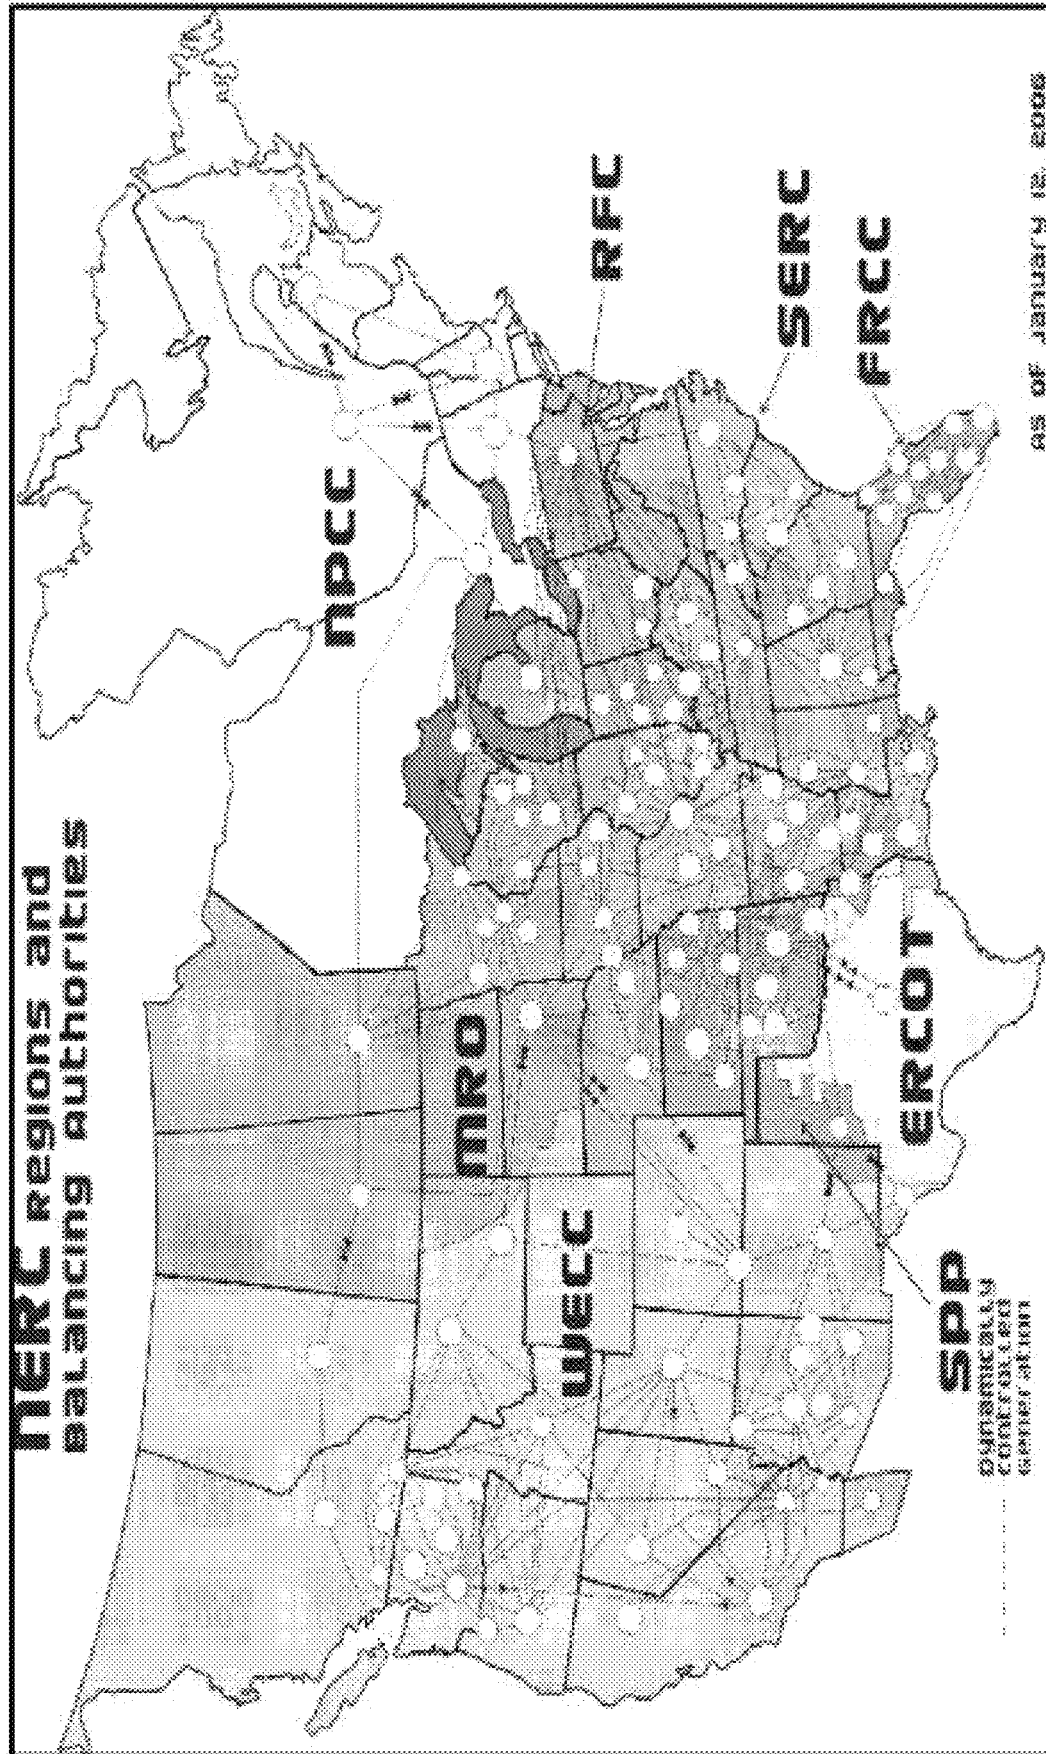 NERC Regions and
Balancing Authorities
NPCC
RFC
SERC
FRCC
MRO
WECC
ERCOT
SPP
Dynamically
Controlled
Generation
As of January 12, 2006